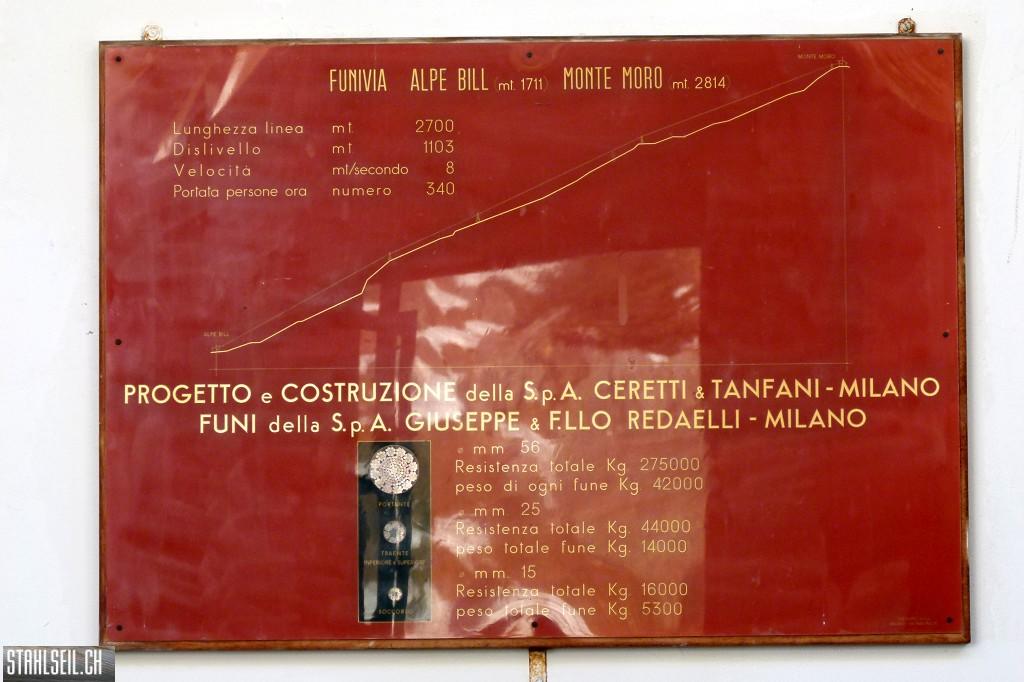 MONTE MORO
FUNIVIA ALPE BILL (mt. 1711) MONTE MORO (mt. 2814)
Lunghezza linea mt. 2700
Dislivello mt 1103
Velocità mt/secondo 8
Portata persone ora numero 340
ALPE BILL
PROGETTO e COSTRUZIONE della S.p.A. CERETTI & TANFANI - MILANO
FUNI della S.p.A. GIUSEPPE & F.LLO REDAELLI - MILANO
ø mm 56
Resistenza totale Kg. 275000
peso di ogni fune Kg. 42000
PORTANTE
ø mm 25
Resistenza totale Kg. 44000
peso totale fune Kg. 14000
TRAENTE
INFERIORE e SUPERIORE
ø mm. 15
Resistenza totale Kg. 16000
peso totale fune Kg. 5300
SOCCORSO
STAHLSEIL.CH